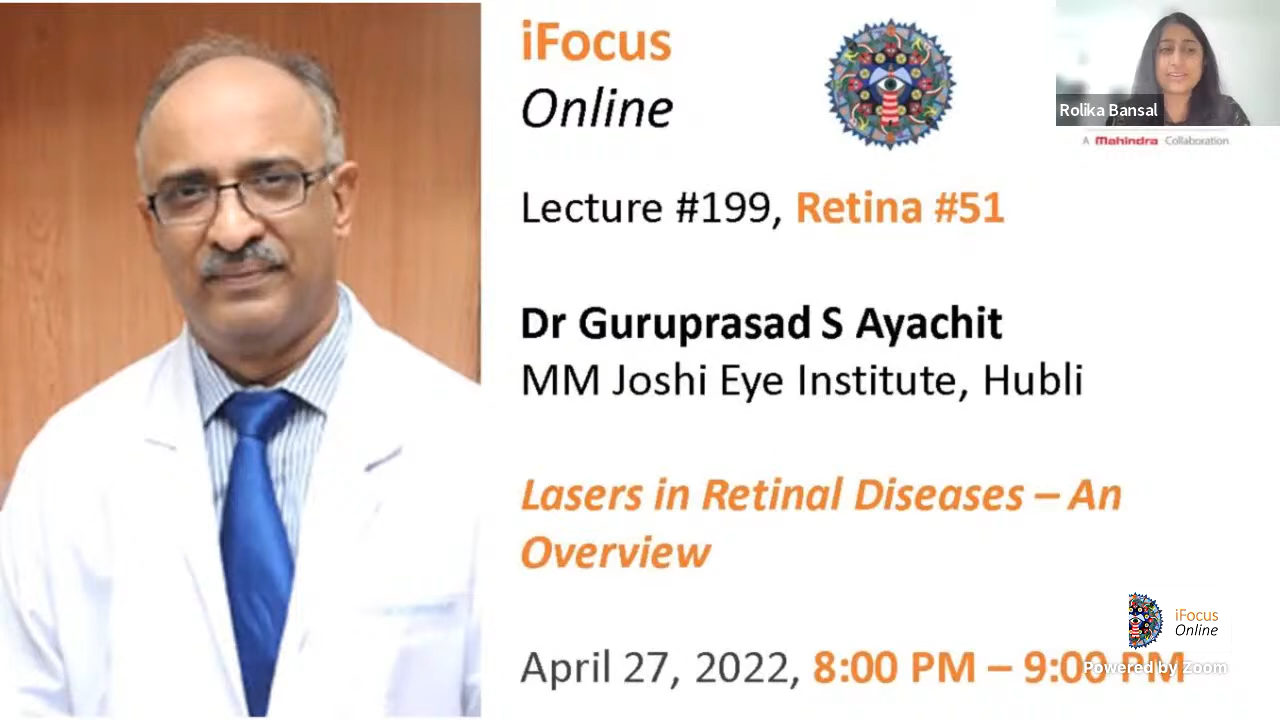 iFocus
Online
Rolika Bansal
A Mahindra Collaboration
Lecture #199, Retina #51
Dr Guruprasad S Ayachit
MM Joshi Eye Institute, Hubli
Lasers in Retinal Diseases – An
Overview
iFocus
Online
April 27, 2022, 8:00 PM – 9:00 PM
Powered by Zoom